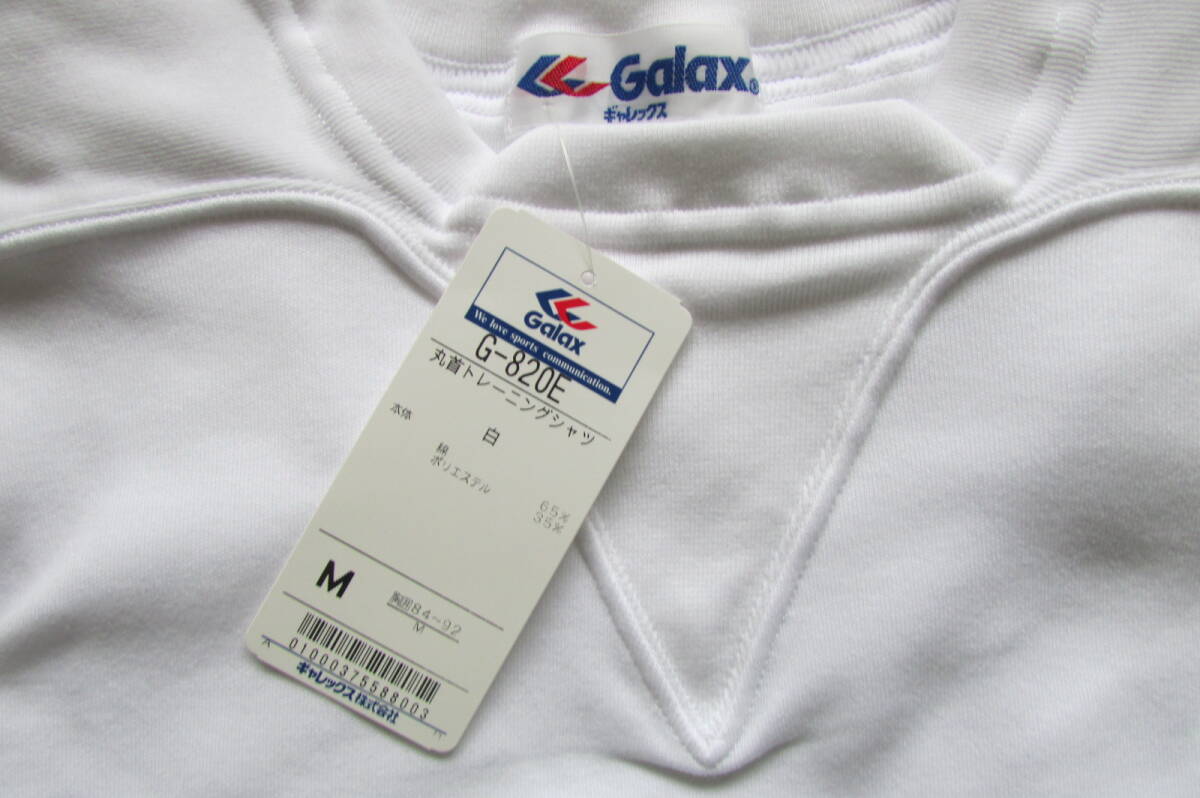 Galax®
ギャレックス
Galax
We love sports communication.
G-820E
丸首トレーニングシャツ
本体
白
綿 65%
ポリエステル 35%
M
胸囲84~92
M
0100037558８003
ギャレックス株式会社